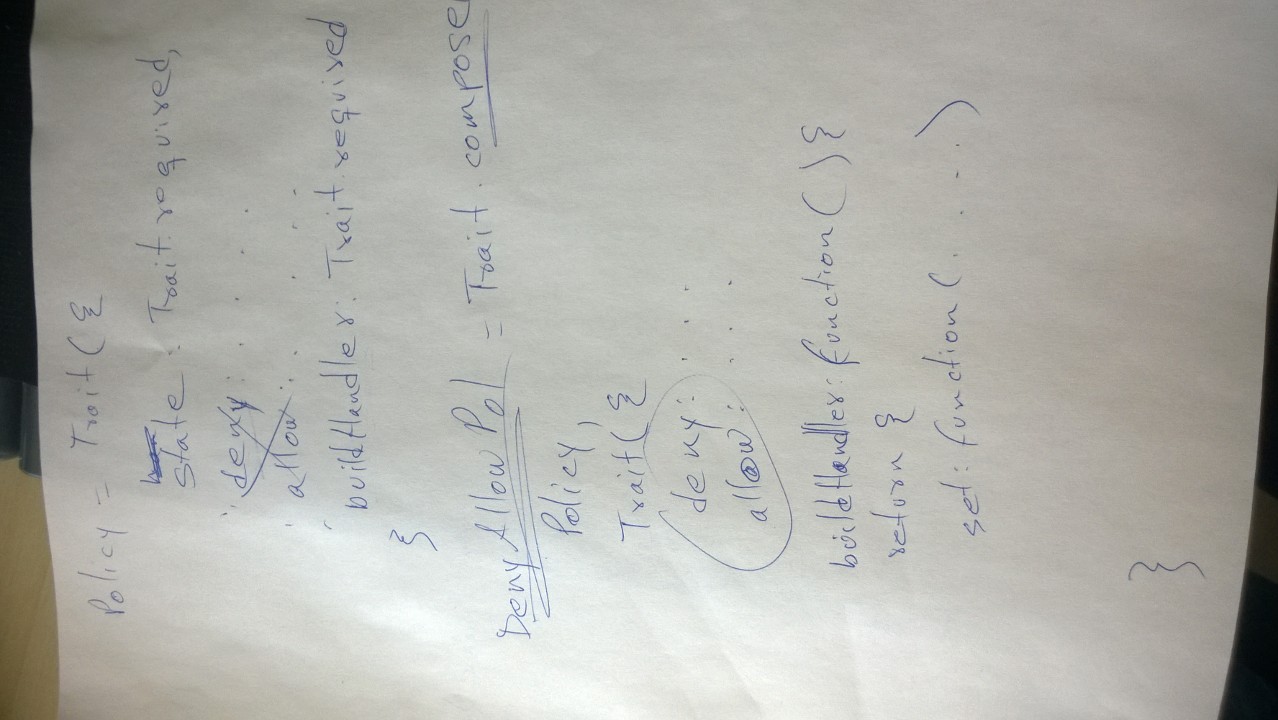 Policy = Trait({
state: Trait.required,
deny: . . .
allow: . . .
buildHandler: Trait.required
}
DenyAllowPol = Trait.compose
Policy,
Trait({
deny: . . .
allow: . . .
buildHandler: function() {
return {
set: function(. . . .)
}